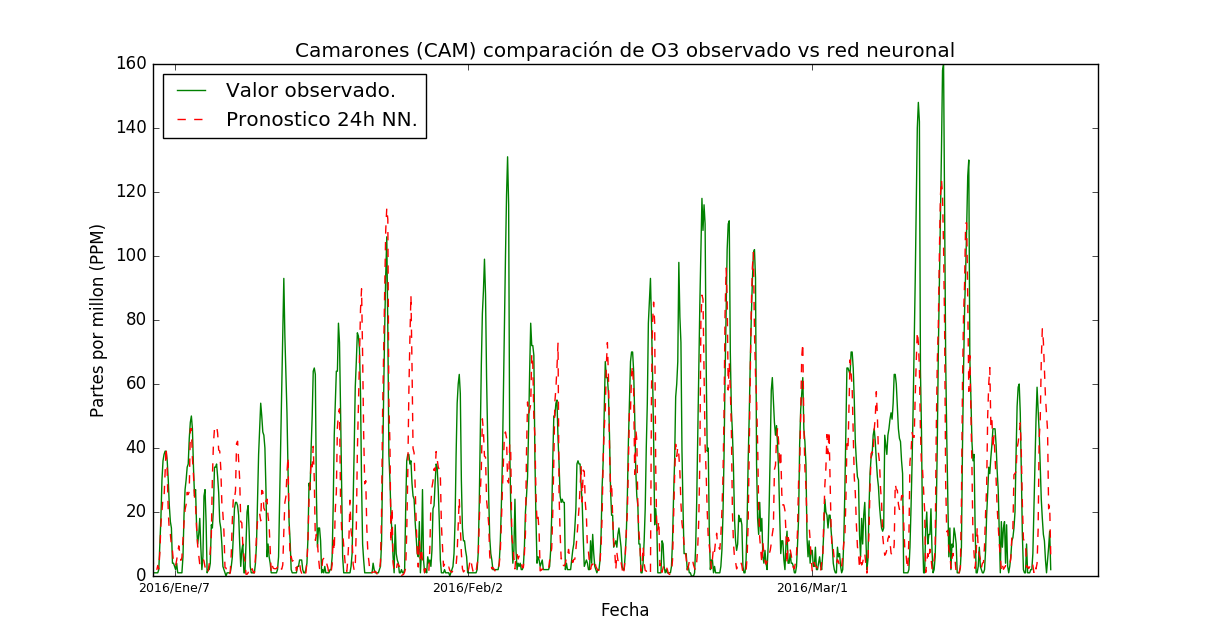 Camarones (CAM) comparación de O3 observado vs red neuronal
Valor observado.
Pronostico 24h NN.
Partes por millon (PPM)
160
140
120
100
80
60
40
20
0
2016/Ene/7
2016/Feb/2
2016/Mar/1
Fecha